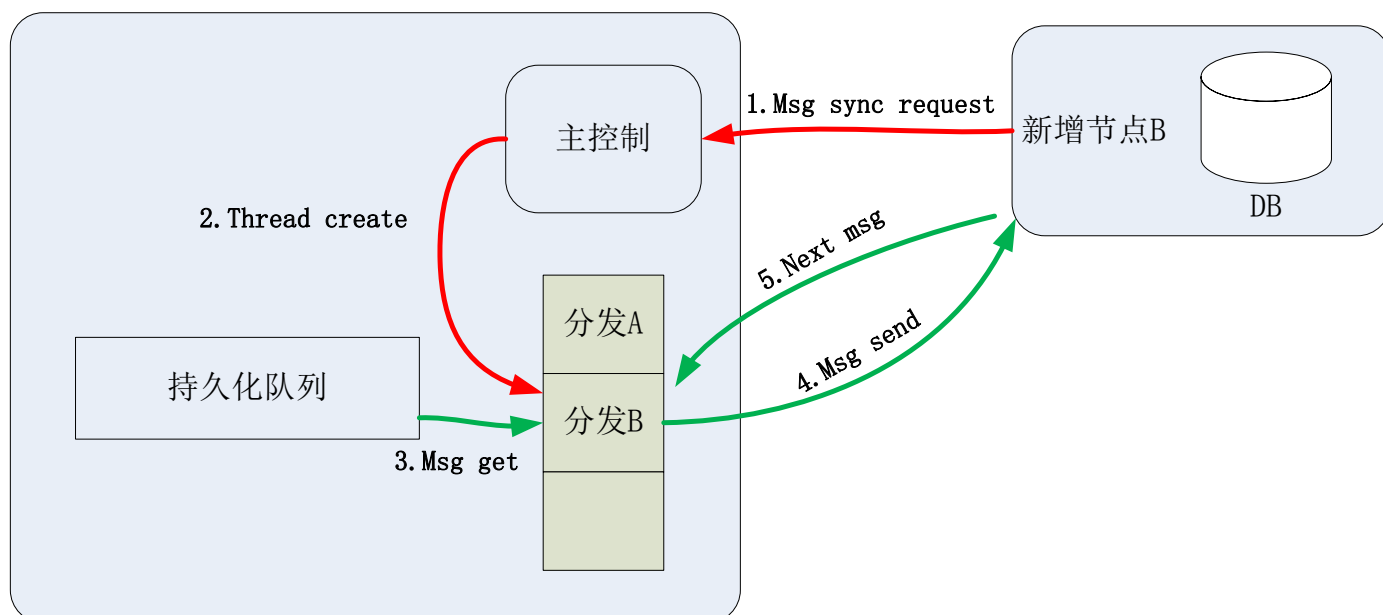 主控制
1.Msg sync request
新增节点B
DB
2.Thread create
5.Next msg
分发A
4.Msg send
持久化队列
分发B
3.Msg get